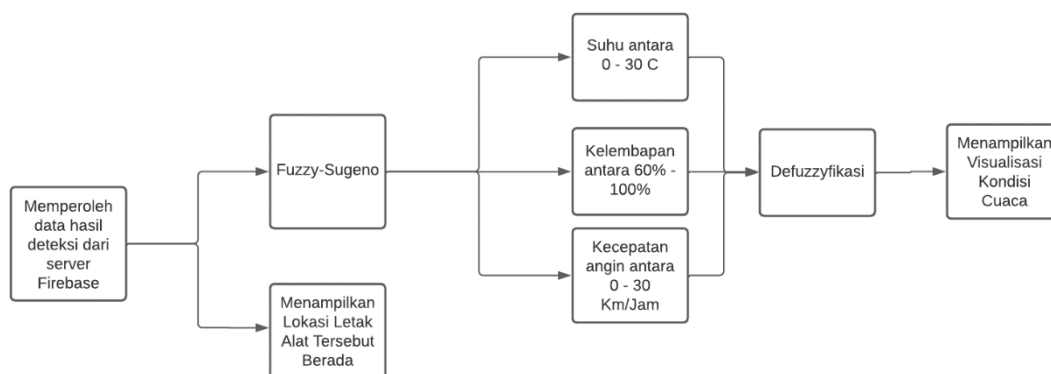 Memperoleh
data hasil
deteksi dari
server
Firebase
Fuzzy-Sugeno
Menampilkan
Lokasi Letak
Alat Tersebut
Berada
Suhu antara
0 - 30 C
Kelembapan
antara 60% -
100%
Kecepatan
angin antara
0 - 30
Km/Jam
Defuzzyfikasi
Menampilkan
Visualisasi
Kondisi
Cuaca